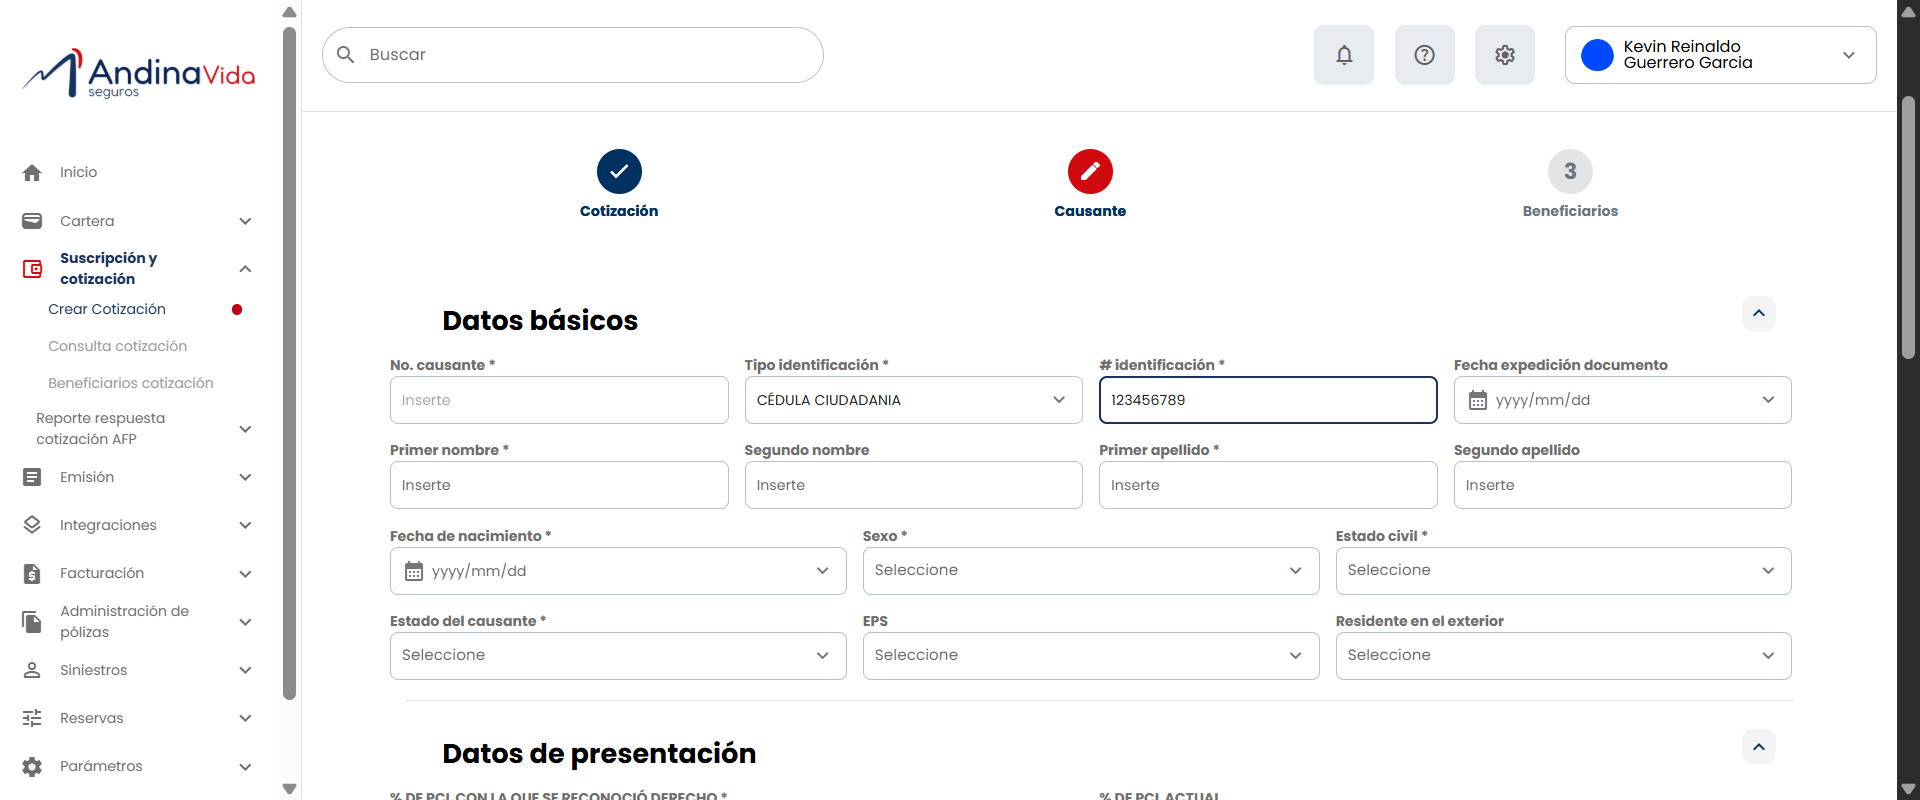 AndinaVida
seguros
Buscar
Kevin Reinaldo
Guerrero Garcia
Inicio
Cartera
Suscripción y
cotización
Crear Cotización
Consulta cotización
Beneficiarios cotización
Reporte respuesta
cotización AFP
Emisión
Integraciones
Facturación
Administración de
pólizas
Siniestros
Reservas
Parámetros
Cotización
Causante
3
Beneficiarios
Datos básicos
No. causante *
Tipo identificación *
# identificación *
Fecha expedición documento
Inserte
CÉDULA CIUDADANIA
123456789
yyyy/mm/dd
Primer nombre *
Segundo nombre
Primer apellido *
Segundo apellido
Inserte
Inserte
Inserte
Inserte
Fecha de nacimiento *
Sexo *
Estado civil *
yyyy/mm/dd
Seleccione
Seleccione
Estado del causante *
EPS
Residente en el exterior
Seleccione
Seleccione
Seleccione
Datos de presentación
% DE PCL CON LA QUE SE RECONOCIÓ DERECHO *
% DE PCL ACTUAL